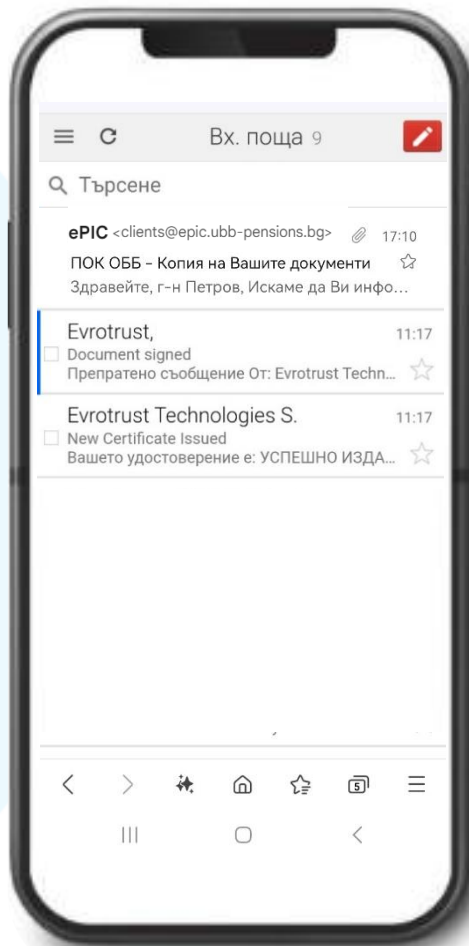 Вх. поща 9
Търсене
ePIC <clients@epic.ubb-pensions.bg> 17:10
ПОК ОББ – Копия на Вашите документи
Здравейте, г-н Петров, Искаме да Ви инфо...
Evrotrust, 11:17
Document signed
Препратено съобщение От: Evrotrust Techn...
Evrotrust Technologies S. 11:17
New Certificate Issued
Вашето удостоверение е: УСПЕШНО ИЗДА...
5